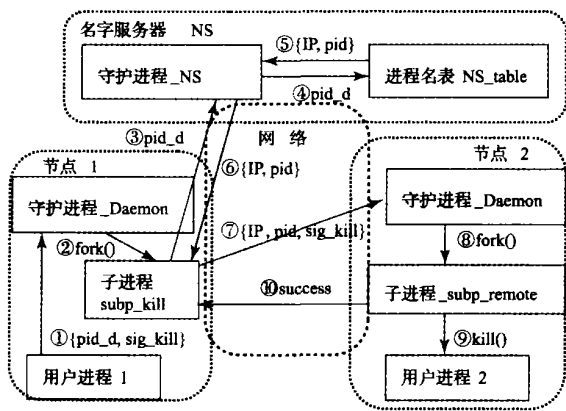 名字服务器 NS
⑤{IP, pid}
守护进程_NS
进程名表 NS_table
④pid_d
③pid_d
网 络
节点 1
⑥{IP, pid}
节点 2
守护进程_Daemon
守护进程_Daemon
⑦{IP, pid, sig_kill}
②fork()
⑧fork()
子进程
subp_kill
⑩success
子进程_subp_remote
①{pid_d, sig_kill}
⑨kill()
用户进程 1
用户进程 2